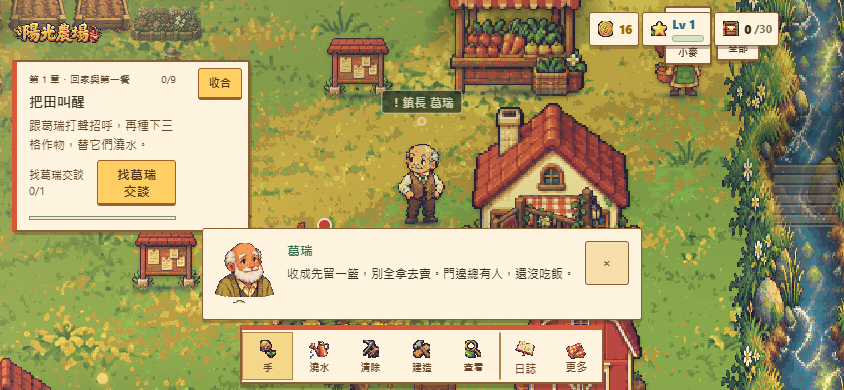 陽光農場
16
Lv 1
0/30
小麥
全部
第 1 章 · 回家與第一餐
0/9
收合
把田叫醒
跟葛瑞打聲招呼，再種下三
格作物，替它們澆水。
找葛瑞交談
0/1
找葛瑞
交談
! 鎮長 葛瑞
葛瑞
收成先留一籃，別全拿去賣。門邊總有人，還沒吃飯。
×
手
澆水
清除
建造
查看
日誌
更多